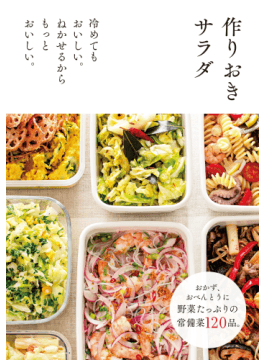 作りおき
サラダ
冷めても
おいしい。
ねかせるから
もっと
おいしい。
おかず、
おべんとうに
野菜たっぷりの
常備菜120品。